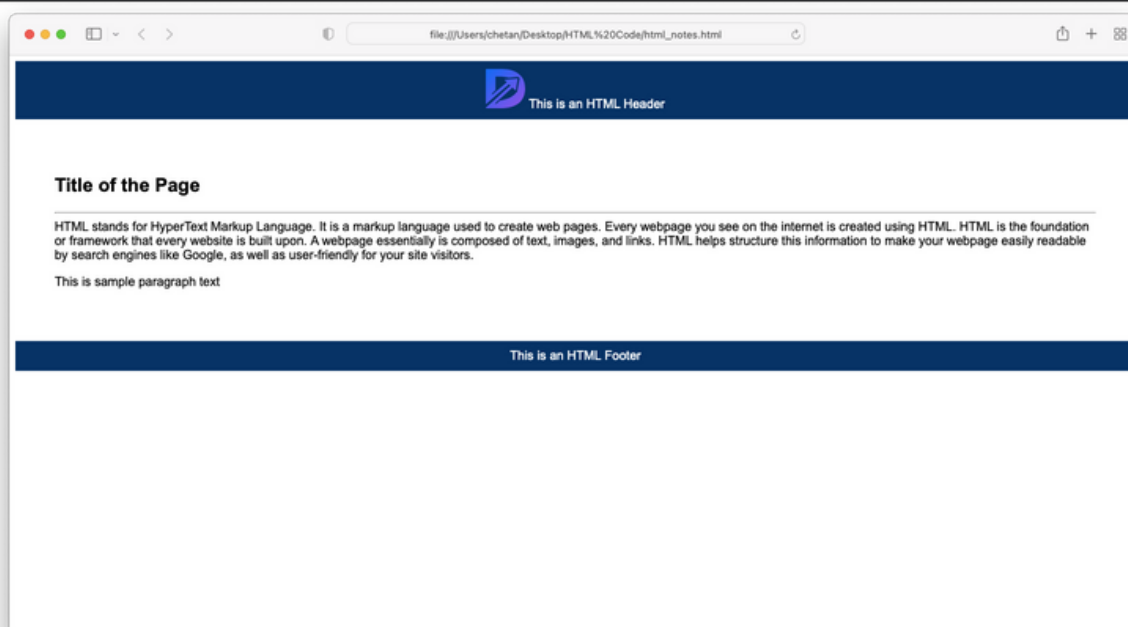 file:///Users/chetan/Desktop/HTML%20Code/html_notes.html
This is an HTML Header
Title of the Page
HTML stands for HyperText Markup Language. It is a markup language used to create web pages. Every webpage you see on the internet is created using HTML. HTML is the foundation
or framework that every website is built upon. A webpage essentially is composed of text, images, and links. HTML helps structure this information to make your webpage easily readable
by search engines like Google, as well as user-friendly for your site visitors.
This is sample paragraph text
This is an HTML Footer